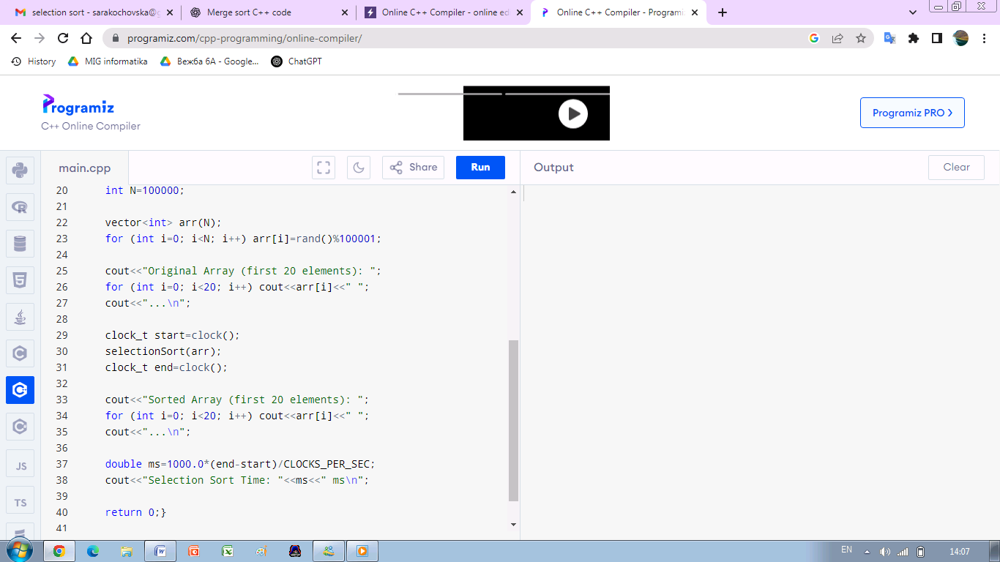 selection sort - sarakochovska@g
Merge sort C++ code
Online C++ Compiler - online ed
Online C++ Compiler - Programi
programiz.com/cpp-programming/online-compiler/
History
MIG informatika
Вежба 6А - Google...
ChatGPT
Programiz
C++ Online Compiler
Programiz PRO
main.cpp
Share
Run
Output
Clear
20 int N=100000;
21
22 vector<int> arr(N);
23 for (int i=0; i<N; i++) arr[i]=rand()%100001;
24
25 cout<<"Original Array (first 20 elements): ";
26 for (int i=0; i<20; i++) cout<<arr[i]<<" ";
27 cout<<"...\n";
28
29 clock_t start=clock();
30 selectionSort(arr);
31 clock_t end=clock();
32
33 cout<<"Sorted Array (first 20 elements): ";
34 for (int i=0; i<20; i++) cout<<arr[i]<<" ";
35 cout<<"...\n";
36
37 double ms=1000.0*(end-start)/CLOCKS_PER_SEC;
38 cout<<"Selection Sort Time: "<<ms<<" ms\n";
39
40 return 0;}
41
JS
TS
EN
14:07